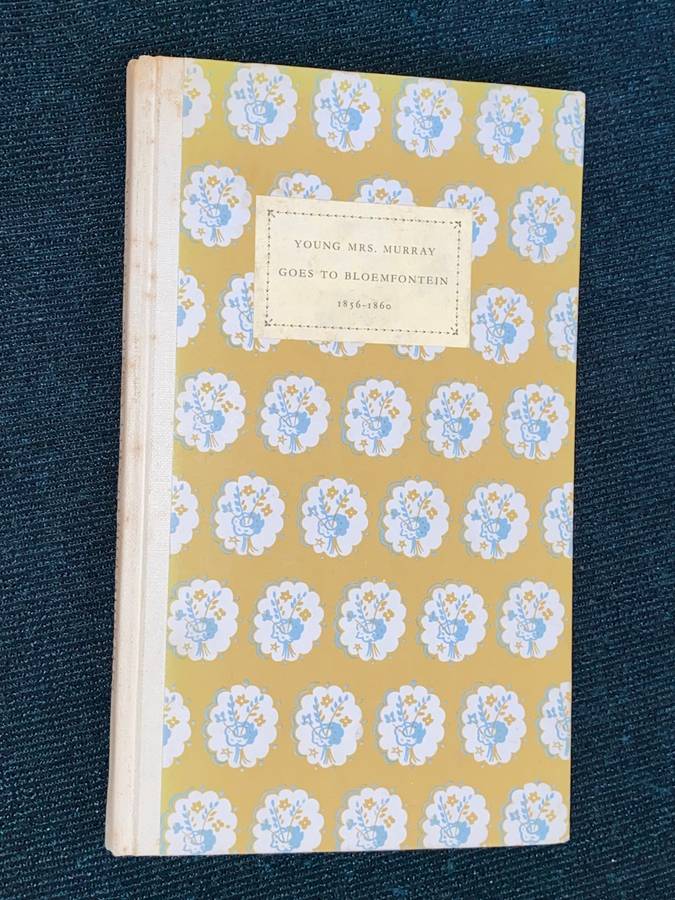 YOUNG MRS. MURRAY
GOES TO BLOEMFONTEIN
1856–1860